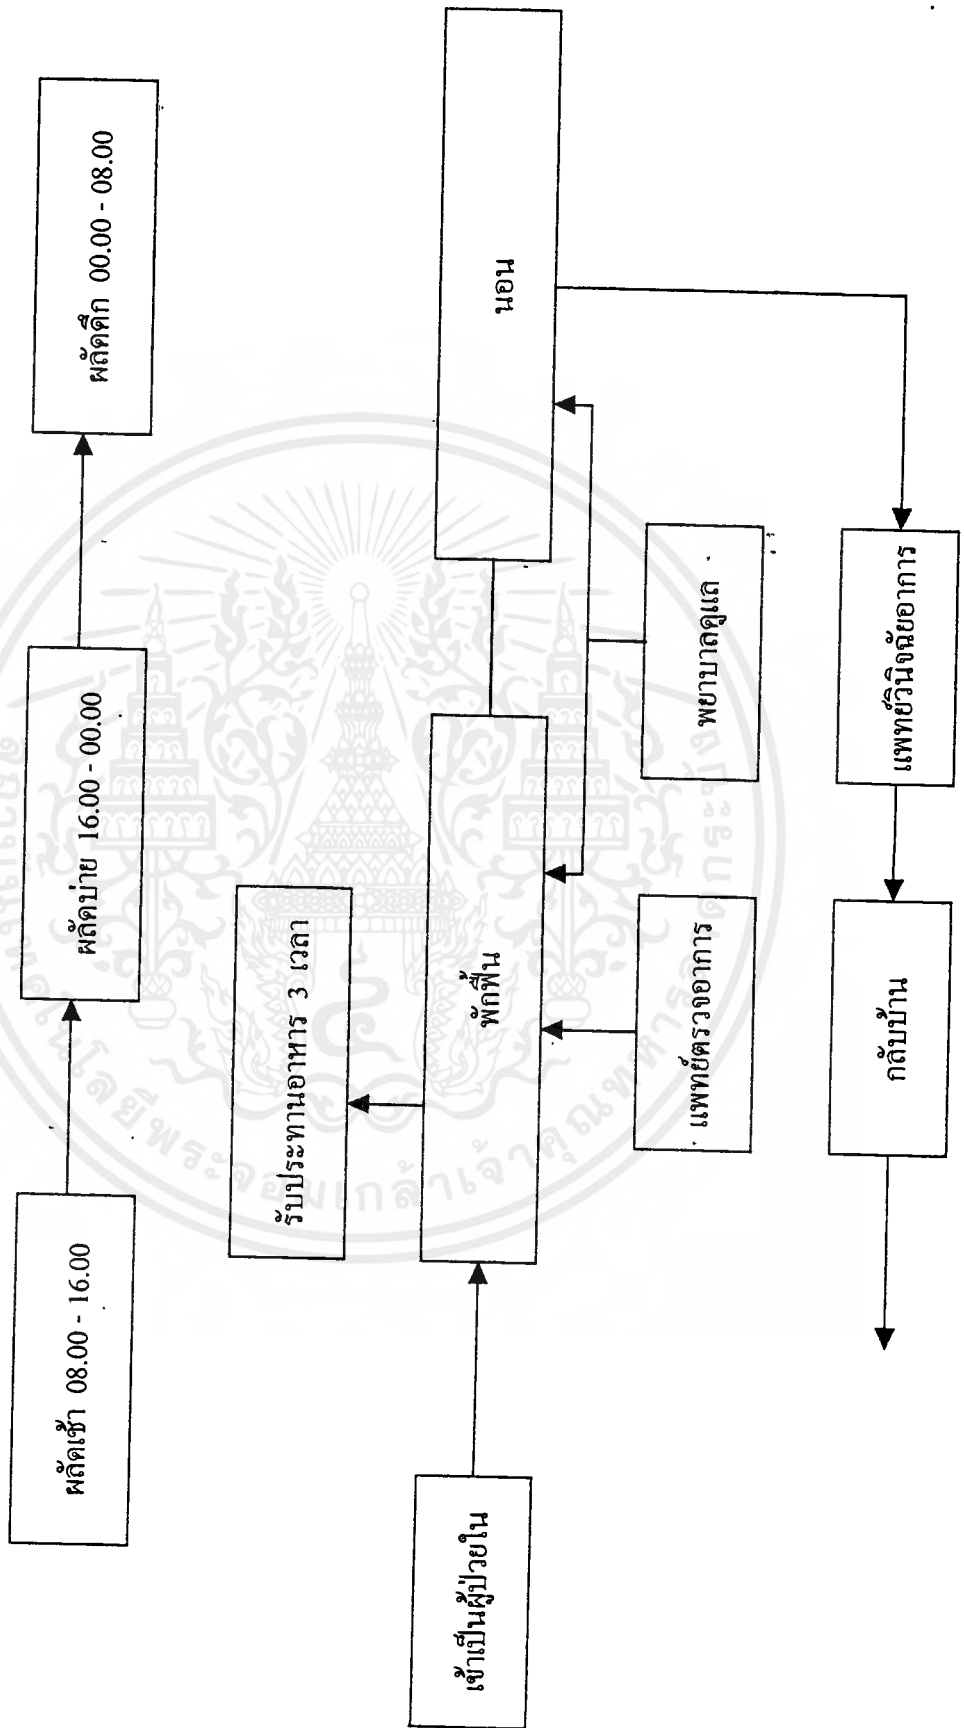 ผลัดเช้า 08.00 - 16.00
ผลัดบ่าย 16.00 - 00.00
ผลัดดึก 00.00 - 08.00
รับประทานอาหาร 3 เวลา
เข้าเป็นผู้ป่วยใน
พักฟื้น
นอน
แพทย์ตรวจอาการ
พยาบาลดูแล
กลับบ้าน
แพทย์วินิจฉัยอาการ